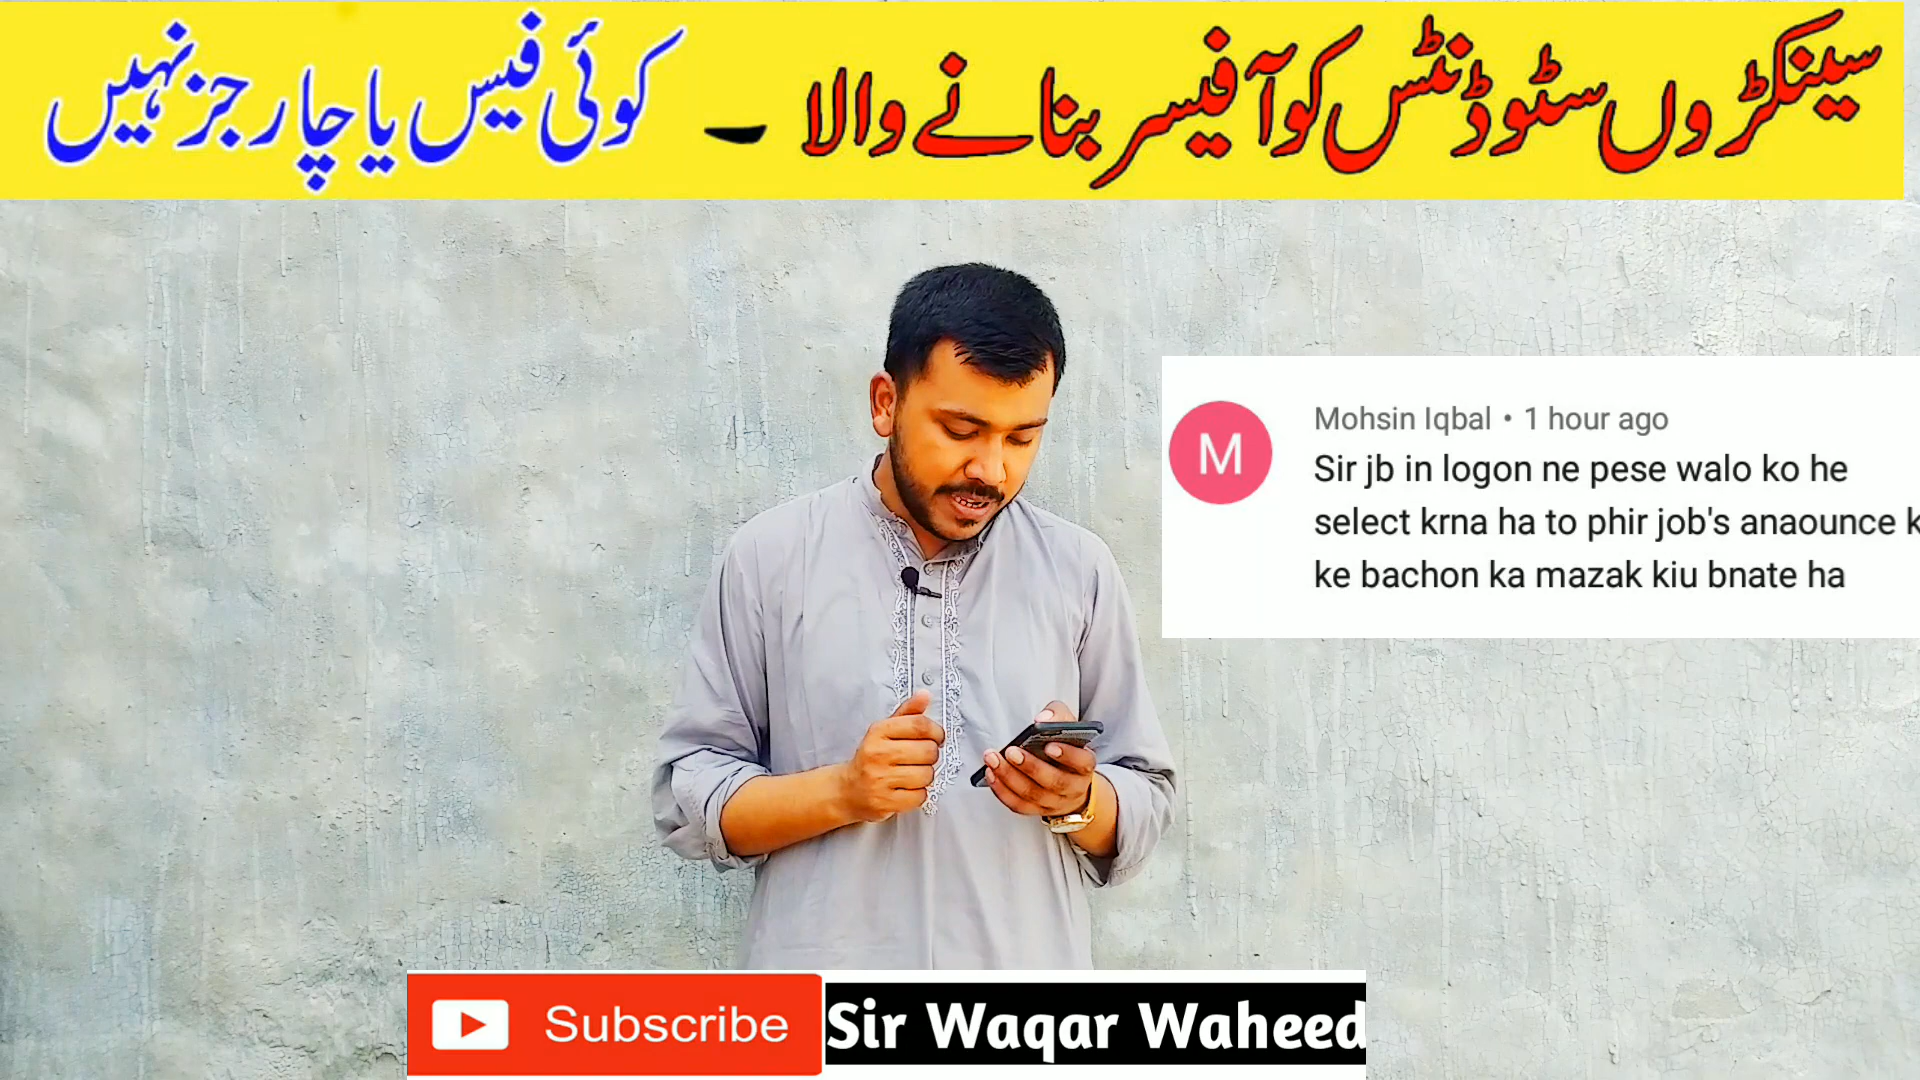 سینکڑوں سٹوڈنٹس کو آفیسر بنانے والا ۔ کوئی فیس یا چارجز نہیں
M
Mohsin Iqbal • 1 hour ago
Sir jb in logon ne pese walo ko he
select krna ha to phir job's anaounce k
ke bachon ka mazak kiu bnate ha
Subscribe Sir Waqar Waheed